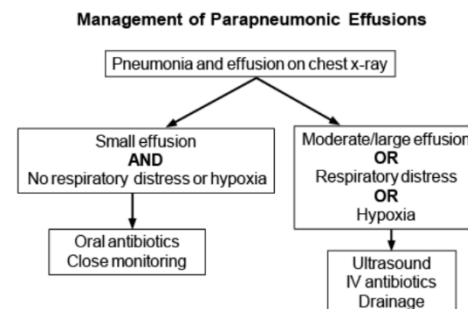 Management of Parapneumonic Effusions
Pneumonia and effusion on chest x-ray
Small effusion
AND
No respiratory distress or hypoxia
Moderate/large effusion
OR
Respiratory distress
OR
Hypoxia
Oral antibiotics
Close monitoring
Ultrasound
IV antibiotics
Drainage